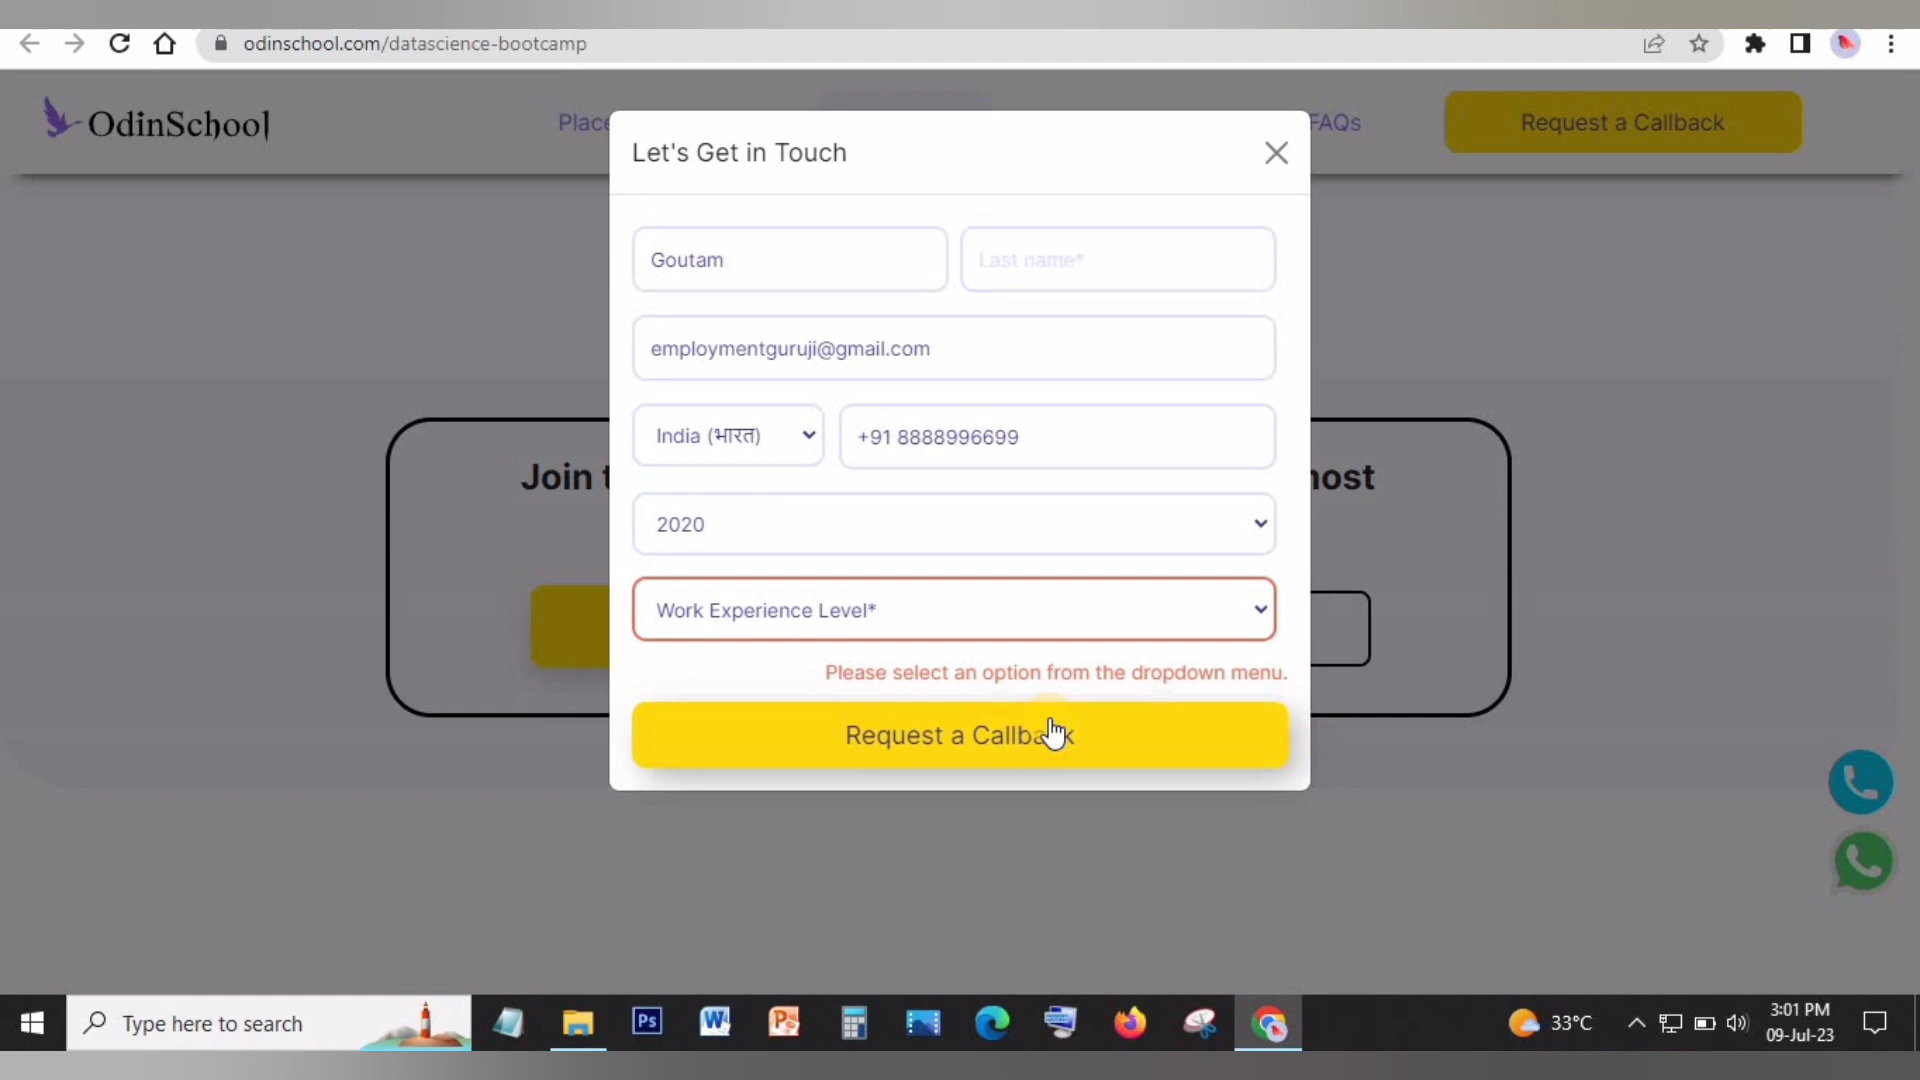 odinschool.com/datascience-bootcamp
OdinSchool
Place
FAQs
Request a Callback
Let's Get in Touch
Goutam
Last name*
employmentguruji@gmail.com
India (भारत)
+91 8888996699
Join
nost
2020
Work Experience Level*
Please select an option from the dropdown menu.
Request a Callback
Type here to search
Ps
33°C
3:01 PM
09-Jul-23